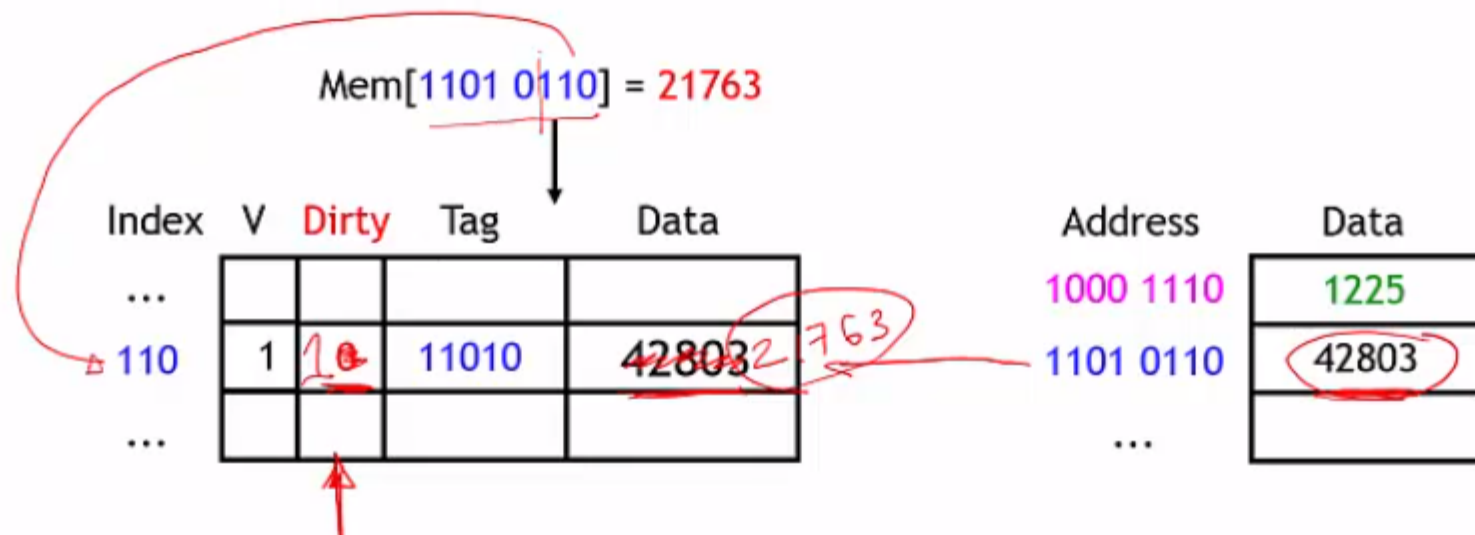 Mem[1101 0110] = 21763
Index V Dirty Tag Data Address Data
... 1000 1110 1225
110 1 10 11010 42803 1101 0110 42803
... ...